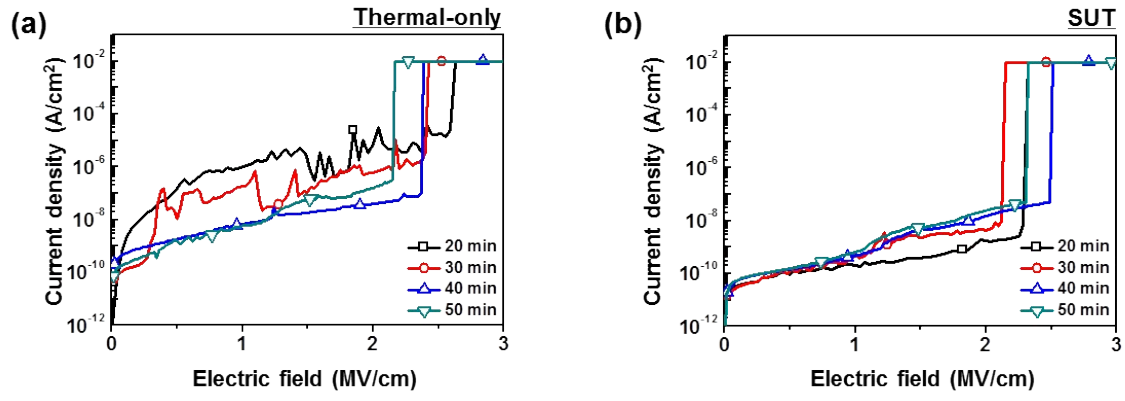 (a)
Thermal-only
Current density (A/cm²)
10⁻²
10⁻⁴
10⁻⁶
10⁻⁸
10⁻¹⁰
10⁻¹²
20 min
30 min
40 min
50 min
0 1 2 3
Electric field (MV/cm)
(b)
SUT
Current density (A/cm²)
10⁻²
10⁻⁴
10⁻⁶
10⁻⁸
10⁻¹⁰
10⁻¹²
20 min
30 min
40 min
50 min
0 1 2 3
Electric field (MV/cm)